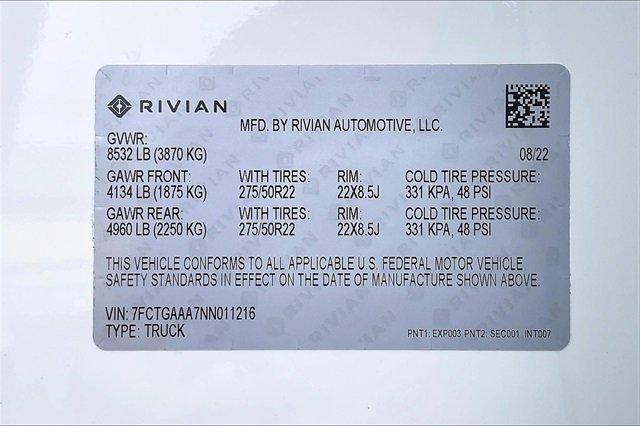 RIVIAN
MFD. BY RIVIAN AUTOMOTIVE, LLC.
GVWR:
8532 LB (3870 KG) 08/22
GAWR FRONT: WITH TIRES: RIM: COLD TIRE PRESSURE:
4134 LB (1875 KG) 275/50R22 22X8.5J 331 KPA, 48 PSI
GAWR REAR: WITH TIRES: RIM: COLD TIRE PRESSURE:
4960 LB (2250 KG) 275/50R22 22X8.5J 331 KPA, 48 PSI
THIS VEHICLE CONFORMS TO ALL APPLICABLE U.S. FEDERAL MOTOR VEHICLE
SAFETY STANDARDS IN EFFECT ON THE DATE OF MANUFACTURE SHOWN ABOVE.
VIN: 7FCTGAAA7NN011216
TYPE: TRUCK PNT1: EXP003 PNT2: SEC001 INT007